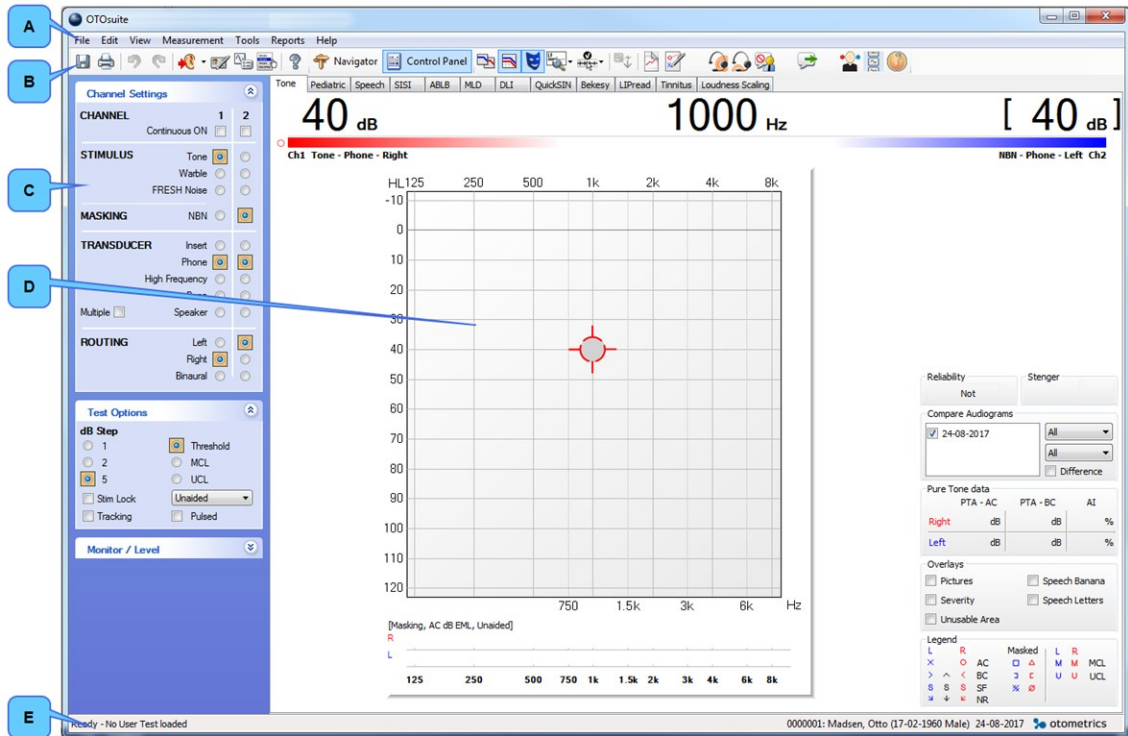 A
B
C
D
E
OTOsuite
File Edit View Measurement Tools Reports Help
Navigator Control Panel
Tone Pediatric Speech SISI ABLB MLD DLI QuickSIN Bekesy LIPread Tinnitus Loudness Scaling
40 dB 1000 Hz [ 40 dB ]
Ch1 Tone - Phone - Right NBN - Phone - Left Ch2
Channel Settings
CHANNEL 1 2
Continuous ON
STIMULUS Tone
Warble
FRESH Noise
MASKING NBN
TRANSDUCER Insert
Phone
High Frequency
Multiple Speaker
ROUTING Left
Right
Binaural
Test Options
dB Step
1 Threshold
2 MCL
5 UCL
Stim Lock Unaided
Tracking Pulsed
Monitor / Level
HL 125 250 500 1k 2k 4k 8k
-10
0
10
20
30
40
50
60
70
80
90
100
110
120
750 1.5k 3k 6k Hz
[Masking, AC dB EML, Unaided]
R
L
125 250 500 750 1k 1.5k 2k 3k 4k 6k 8k
Reliability Stenger
Not
Compare Audiograms
24-08-2017 All
All
Difference
Pure Tone data
PTA - AC PTA - BC AI
Right dB dB %
Left dB dB %
Overlays
Pictures Speech Banana
Severity Speech Letters
Unusable Area
Legend
L R Masked L R
AC M M MCL
BC U U UCL
S S S SF
NR
Ready - No User Test loaded 0000001: Madsen, Otto (17-02-1960 Male) 24-08-2017 otometrics